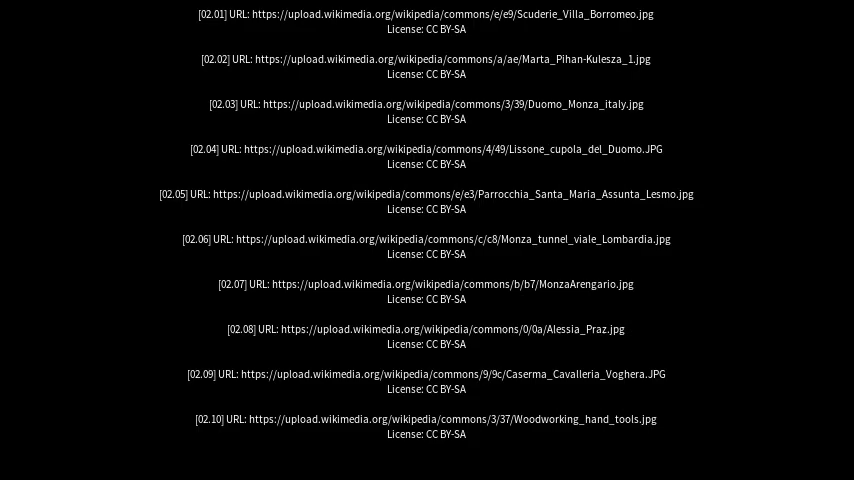 [02.01] URL: https://upload.wikimedia.org/wikipedia/commons/e/e9/Scuderie_Villa_Borromeo.jpg
License: CC BY-SA
[02.02] URL: https://upload.wikimedia.org/wikipedia/commons/a/ae/Marta_Pihan-Kulesza_1.jpg
License: CC BY-SA
[02.03] URL: https://upload.wikimedia.org/wikipedia/commons/3/39/Duomo_Monza_italy.jpg
License: CC BY-SA
[02.04] URL: https://upload.wikimedia.org/wikipedia/commons/4/49/Lissone_cupola_del_Duomo.JPG
License: CC BY-SA
[02.05] URL: https://upload.wikimedia.org/wikipedia/commons/e/e3/Parrocchia_Santa_Maria_Assunta_Lesmo.jpg
License: CC BY-SA
[02.06] URL: https://upload.wikimedia.org/wikipedia/commons/c/c8/Monza_tunnel_viale_Lombardia.jpg
License: CC BY-SA
[02.07] URL: https://upload.wikimedia.org/wikipedia/commons/b/b7/MonzaArengario.jpg
License: CC BY-SA
[02.08] URL: https://upload.wikimedia.org/wikipedia/commons/0/0a/Alessia_Praz.jpg
License: CC BY-SA
[02.09] URL: https://upload.wikimedia.org/wikipedia/commons/9/9c/Caserma_Cavalleria_Voghera.JPG
License: CC BY-SA
[02.10] URL: https://upload.wikimedia.org/wikipedia/commons/3/37/Woodworking_hand_tools.jpg
License: CC BY-SA